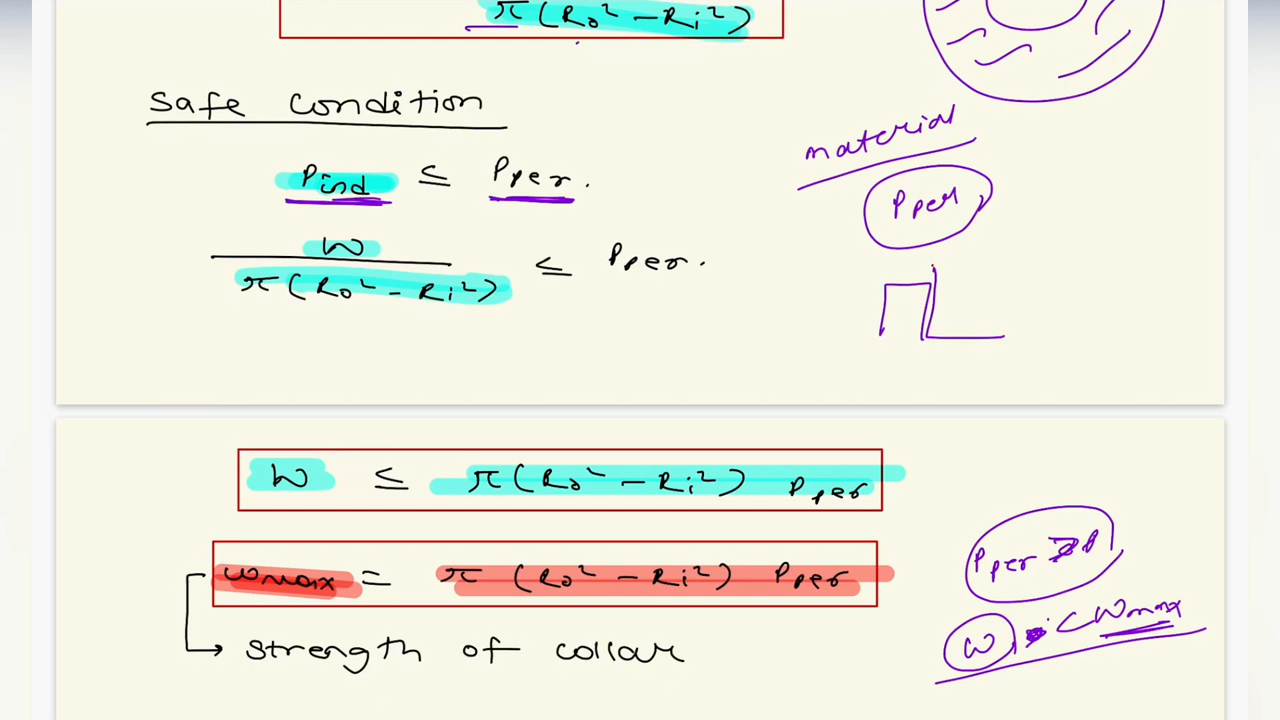 π(Ro² - Ri²)
Safe condition
Pind ≤ Pper.
W
π(Ro² - Ri²)
≤ Pper.
material
Pper
W ≤ π(Ro² - Ri²) Pper
Wmax = π (Ro² - Ri²) Pper
→ strength of collar
Pper
W < Wmax